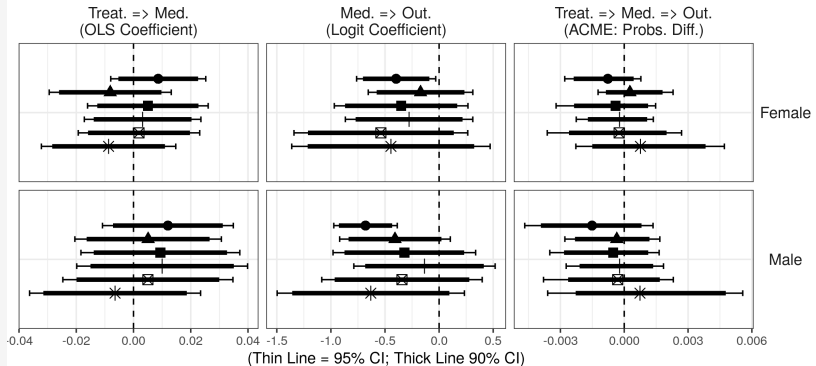 Treat. => Med. Med. => Out. Treat. => Med. => Out.
(OLS Coefficient) (Logit Coefficient) (ACME: Probs. Diff.)
Female
Male
-0.04 -0.02 0.00 0.02 0.04 -1.5 -1.0 -0.5 0.0 0.5 -0.003 0.000 0.003 0.006
(Thin Line = 95% CI; Thick Line 90% CI)